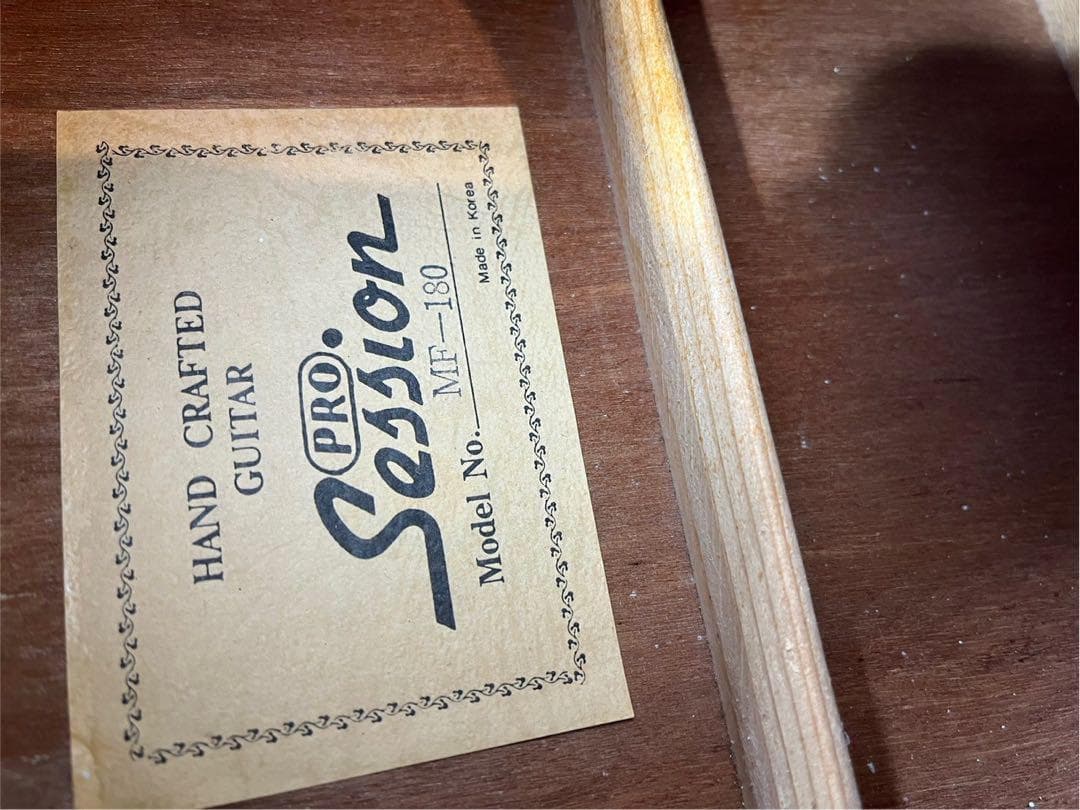 HAND CRAFTED
GUITAR
PRO.
Session
Model No. MF-180
Made in Korea